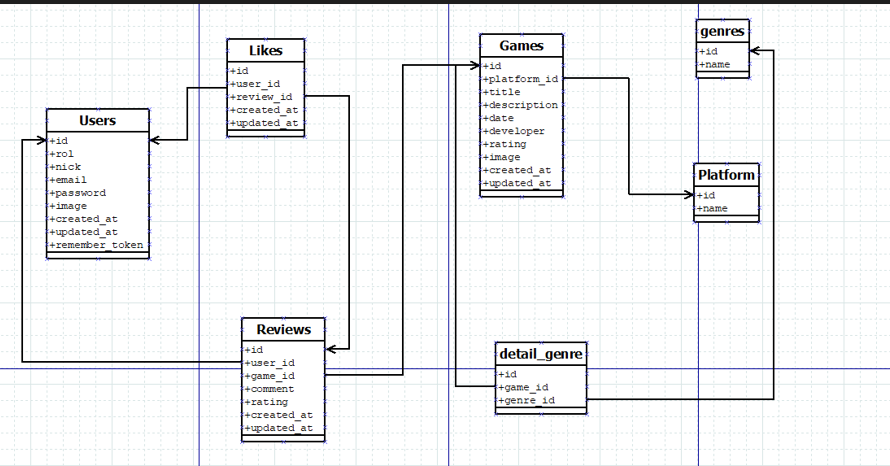 Likes
+id
+user_id
+review_id
+created_at
+updated_at
Games
+id
+platform_id
+title
+description
+date
+developer
+rating
+image
+created_at
+updated_at
genres
+id
+name
Users
+id
+rol
+nick
+email
+password
+image
+created_at
+updated_at
+remember_token
Platform
+id
+name
Reviews
+id
+user_id
+game_id
+comment
+rating
+created_at
+updated_at
detail_genre
+id
+game_id
+genre_id